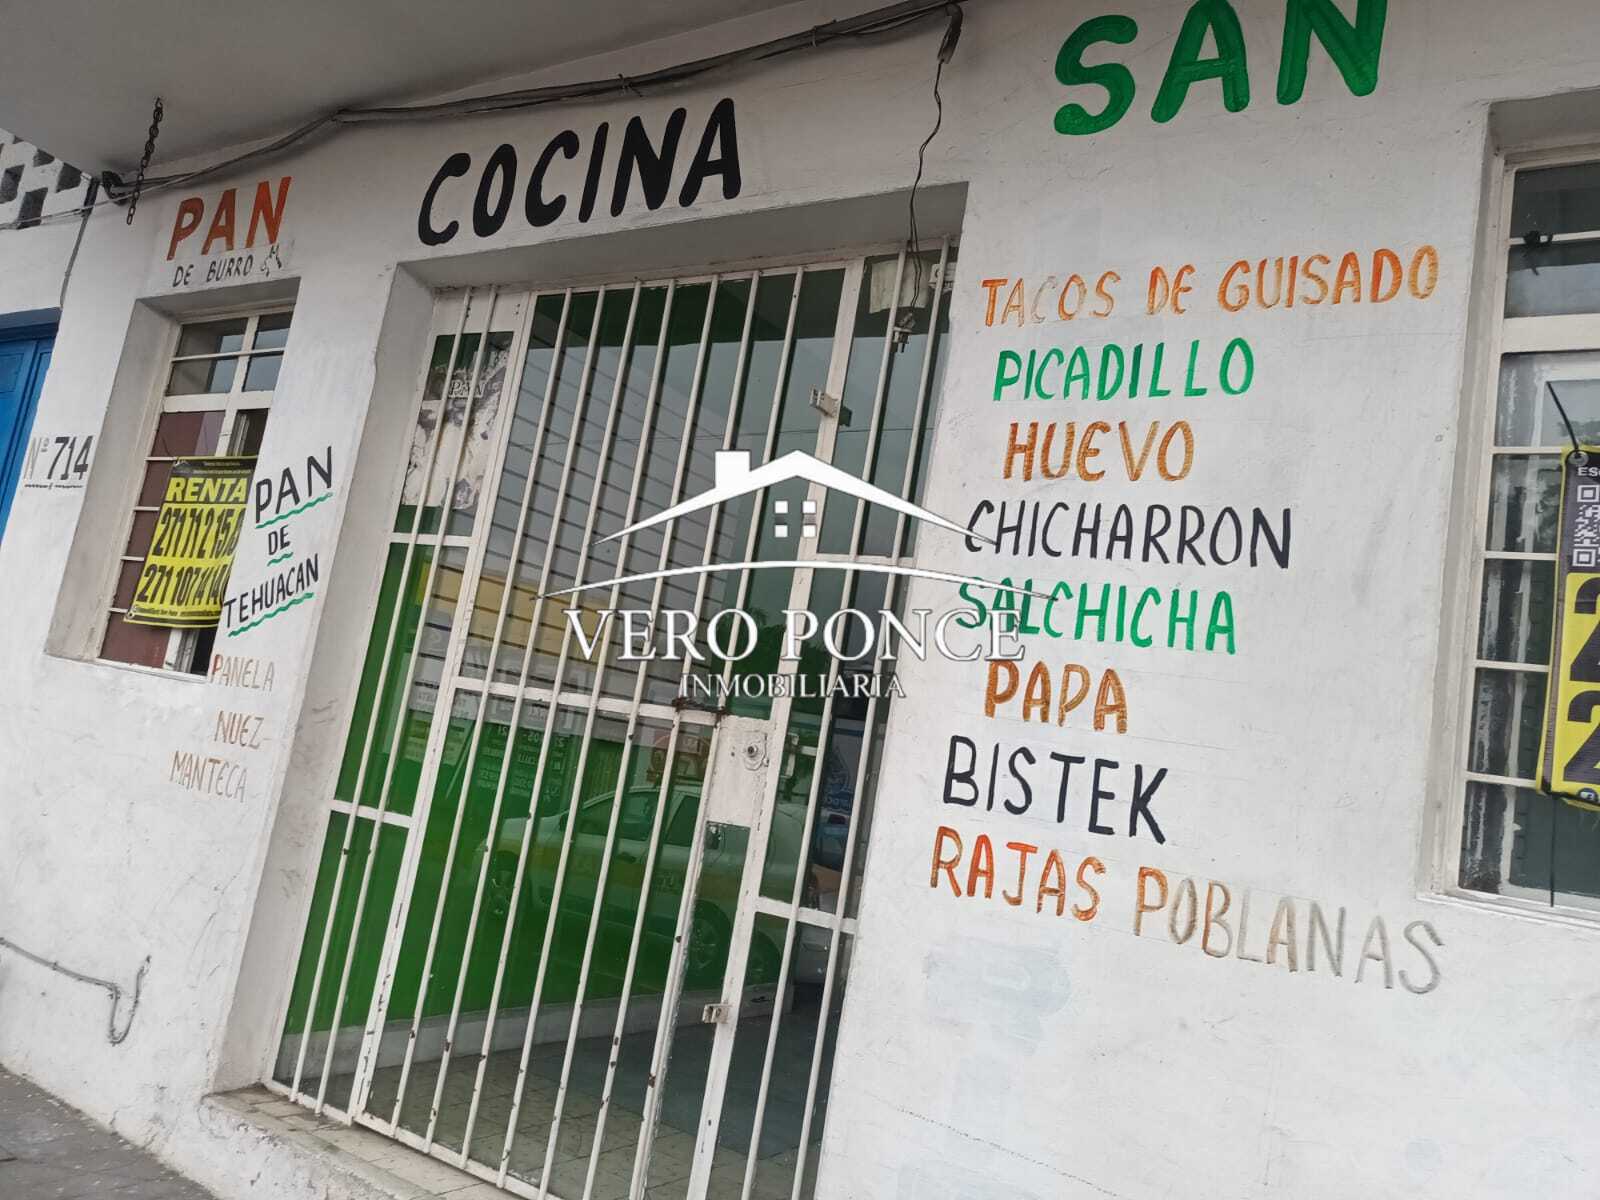 SAN
COCINA
PAN
DE BURRO
TACOS DE GUISADO
PICADILLO
HUEVO
CHICHARRON
SALCHICHA
PAPA
BISTEK
RAJAS POBLANAS
Nº 714
RENTA
PAN
DE
TEHUACAN
PANELA
NUEZ
MANTECA
VERO PONCE
INMOBILIARIA